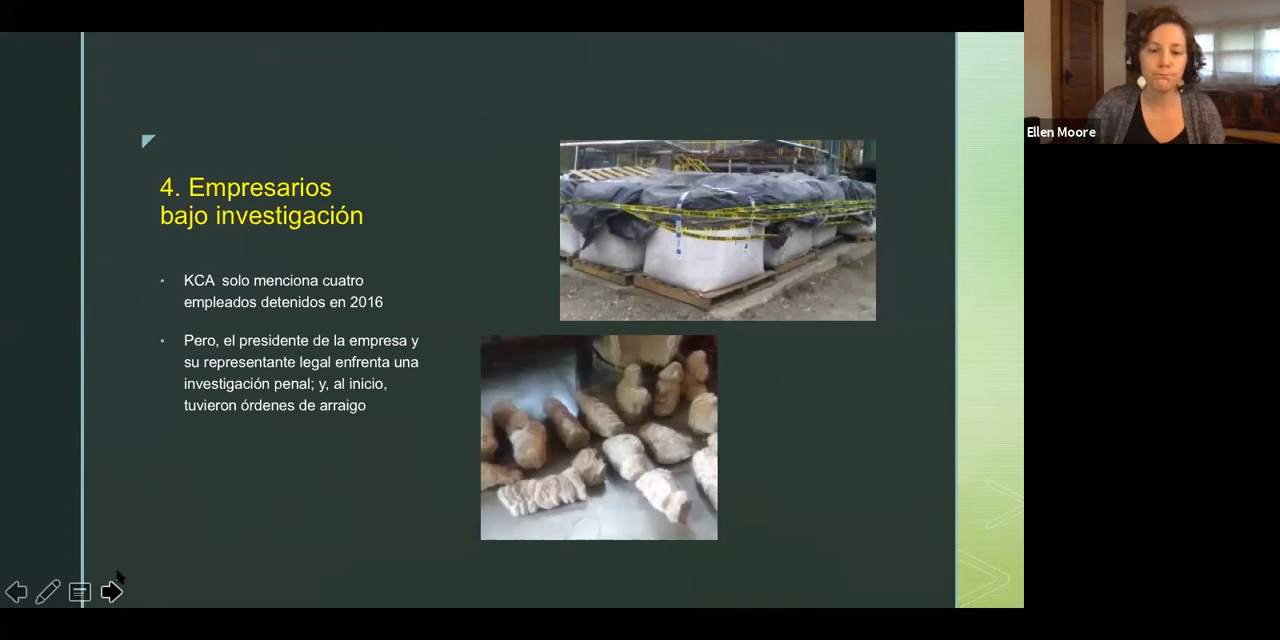 4. Empresarios
bajo investigación
• KCA solo menciona cuatro
empleados detenidos en 2016
• Pero, el presidente de la empresa y
su representante legal enfrenta una
investigación penal; y, al inicio,
tuvieron órdenes de arraigo
Ellen Moore